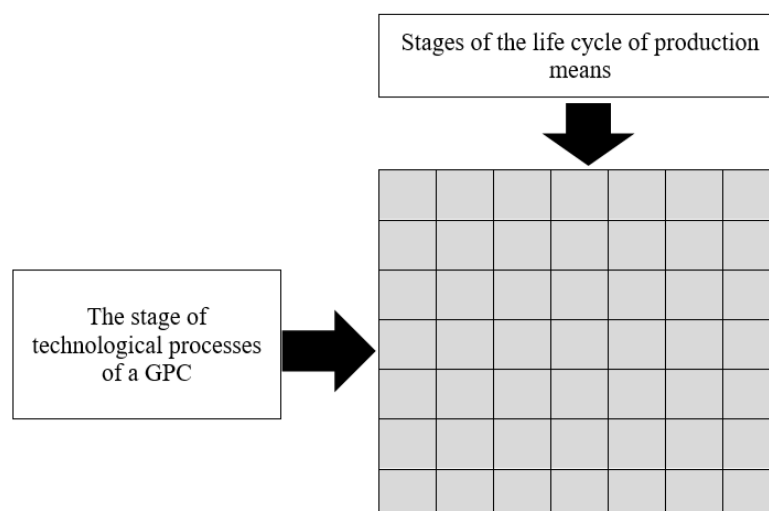 Stages of the life cycle of production
means
The stage of
technological processes
of a GPC